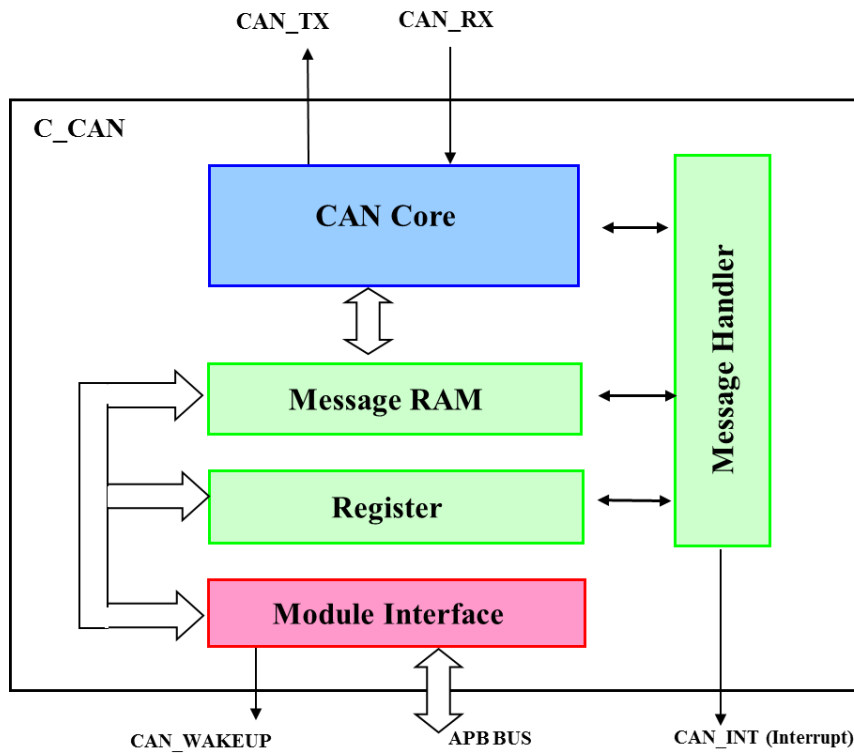 CAN_TX
CAN_RX
C_CAN
CAN Core
Message Handler
Message RAM
Register
Module Interface
CAN_WAKEUP
APB BUS
CAN_INT (Interrupt)